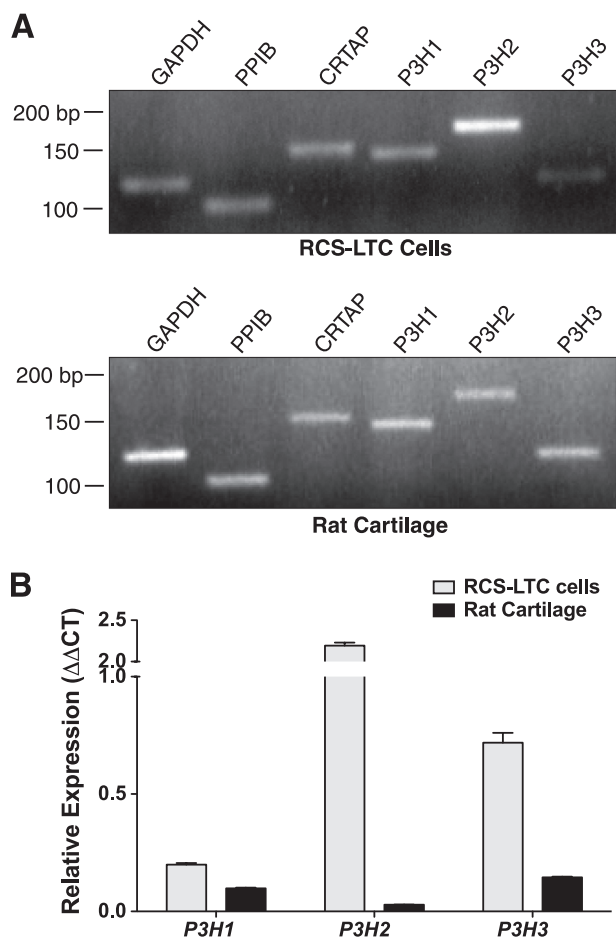 A
GAPDH PPIB CRTAP P3H1 P3H2 P3H3
200 bp
150
100
RCS-LTC Cells
GAPDH PPIB CRTAP P3H1 P3H2 P3H3
200 bp
150
100
Rat Cartilage
B
RCS-LTC cells
Rat Cartilage
Relative Expression (ΔΔCT)
2.5
2.0
1.0
0.5
0.0
P3H1 P3H2 P3H3